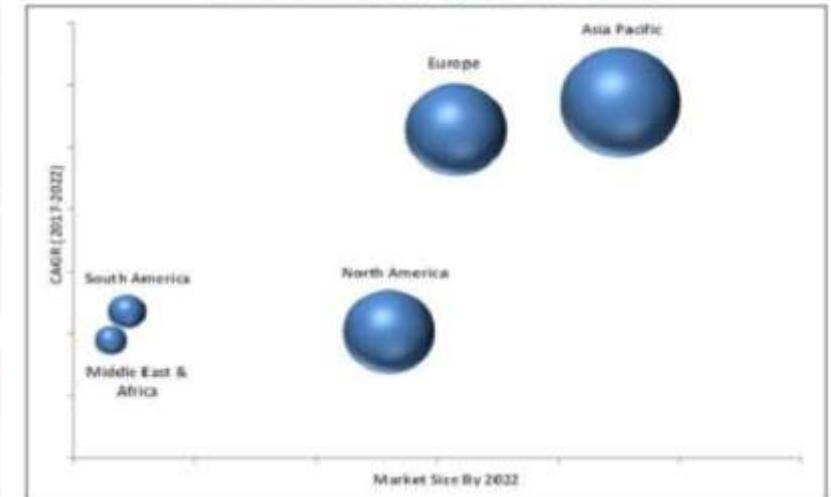 Asia Pacific
Europe
CAGR (2017-2022)
South America
North America
Middle East &
Africa
Market Size By 2022